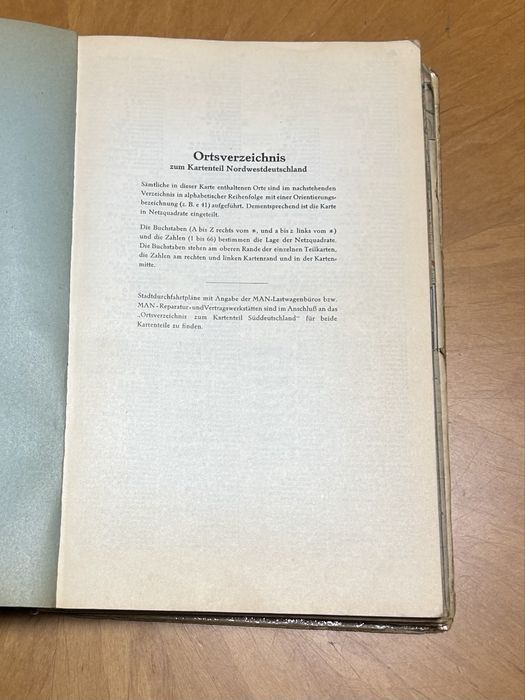 Ortsverzeichnis
zum Kartenteil Nordwestdeutschland
Sämtliche in dieser Karte enthaltenen Orte sind im nachstehenden
Verzeichnis in alphabetischer Reihenfolge mit einer Orientierungs-
bezeichnung (z. B. e 41) aufgeführt. Dementsprechend ist die Karte
in Netzquadrate eingeteilt.
Die Buchstaben (A bis Z rechts vom *, und a bis z links vom *)
und die Zahlen (1 bis 66) bestimmen die Lage der Netzquadrate.
Die Buchstaben stehen am oberen Rande der einzelnen Teilkarten,
die Zahlen am rechten und linken Kartenrand und in der Karten-
mitte.
Stadtdurchfahrtpläne mit Angabe der MAN-Lastwagenbüros bzw.
MAN-Reparatur- und Vertragswerkstätten sind im Anschluß an das
„Ortsverzeichnis zum Kartenteil Süddeutschland“ für beide
Kartenteile zu finden.